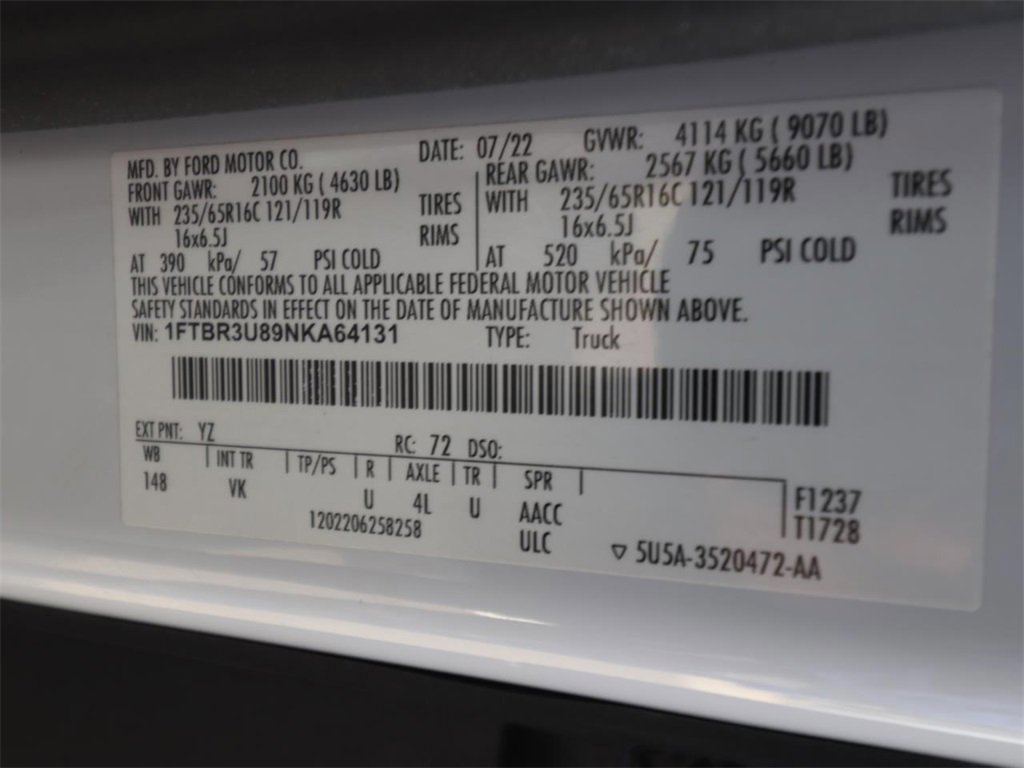 MFD. BY FORD MOTOR CO. DATE: 07/22 GVWR: 4114 KG ( 9070 LB)
FRONT GAWR: 2100 KG ( 4630 LB) REAR GAWR: 2567 KG ( 5660 LB)
WITH 235/65R16C 121/119R TIRES WITH 235/65R16C 121/119R TIRES
16x6.5J RIMS 16x6.5J RIMS
AT 390 kPa/ 57 PSI COLD AT 520 kPa/ 75 PSI COLD
THIS VEHICLE CONFORMS TO ALL APPLICABLE FEDERAL MOTOR VEHICLE
SAFETY STANDARDS IN EFFECT ON THE DATE OF MANUFACTURE SHOWN ABOVE.
VIN: 1FTBR3U89NKA64131 TYPE: Truck
EXT PNT: YZ RC: 72 DSO:
WB INT TR TP/PS R AXLE TR SPR
148 VK U 4L U AACC F1237
1202206258258 ULC T1728
▽ 5U5A-3520472-AA